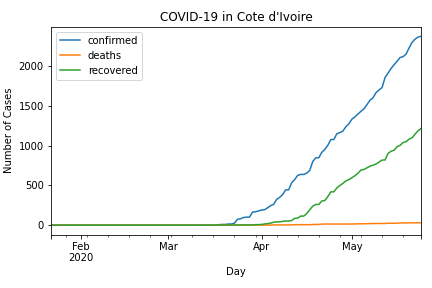 COVID-19 in Cote d'Ivoire
confirmed
deaths
recovered
Number of Cases
2000
1500
1000
500
0
Feb
2020
Mar
Apr
May
Day